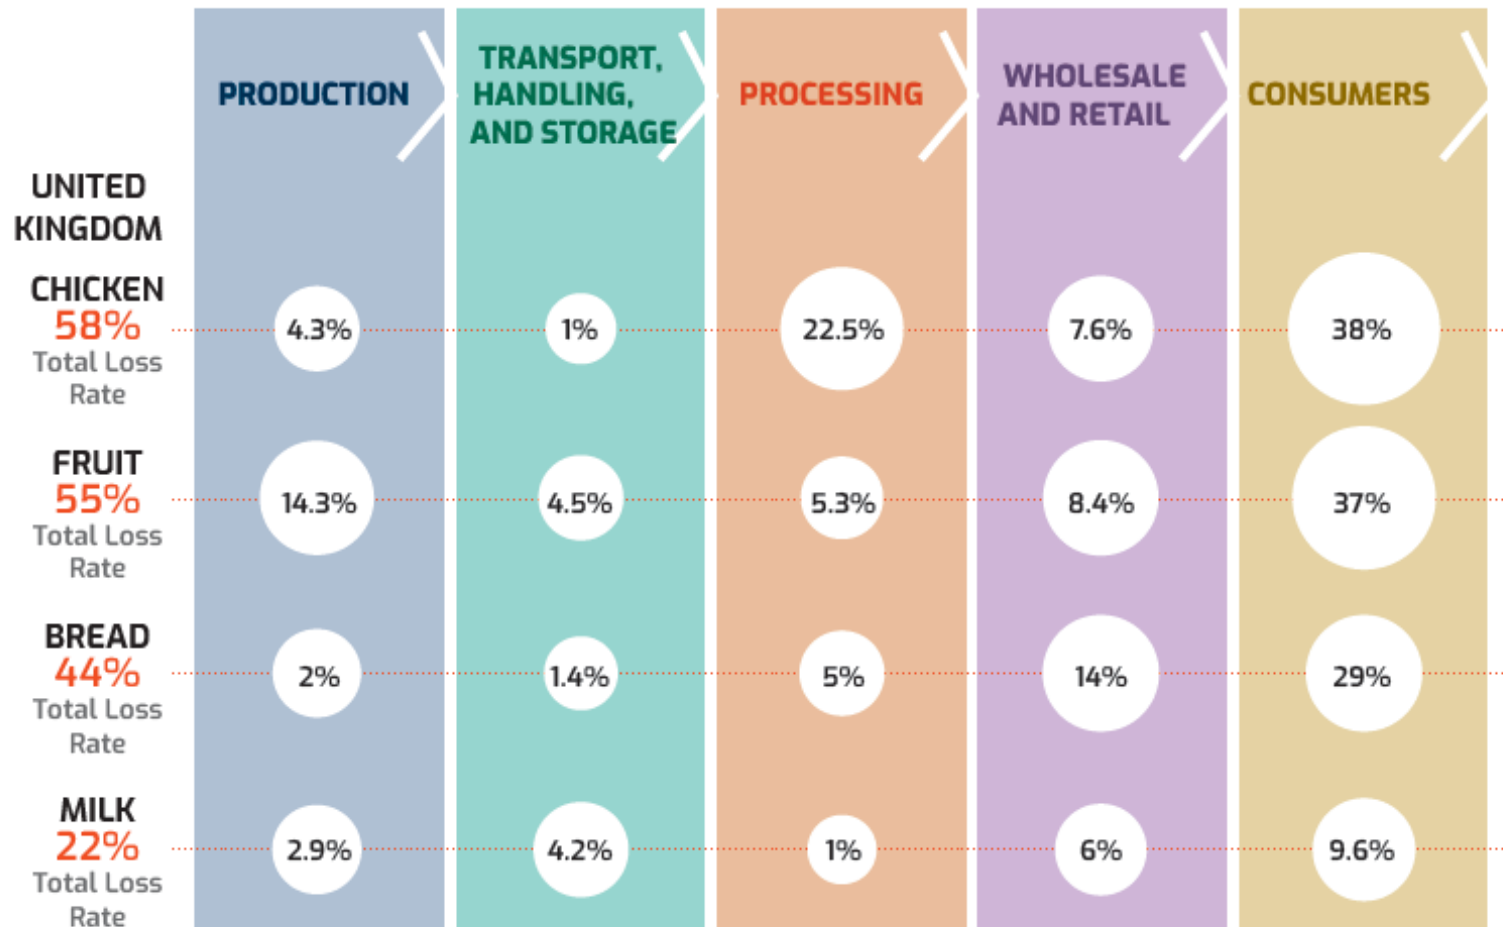 PRODUCTION
TRANSPORT,
HANDLING,
AND STORAGE
PROCESSING
WHOLESALE
AND RETAIL
CONSUMERS
UNITED
KINGDOM
CHICKEN
58%
Total Loss
Rate
4.3%
1%
22.5%
7.6%
38%
FRUIT
55%
Total Loss
Rate
14.3%
4.5%
5.3%
8.4%
37%
BREAD
44%
Total Loss
Rate
2%
1.4%
5%
14%
29%
MILK
22%
Total Loss
Rate
2.9%
4.2%
1%
6%
9.6%